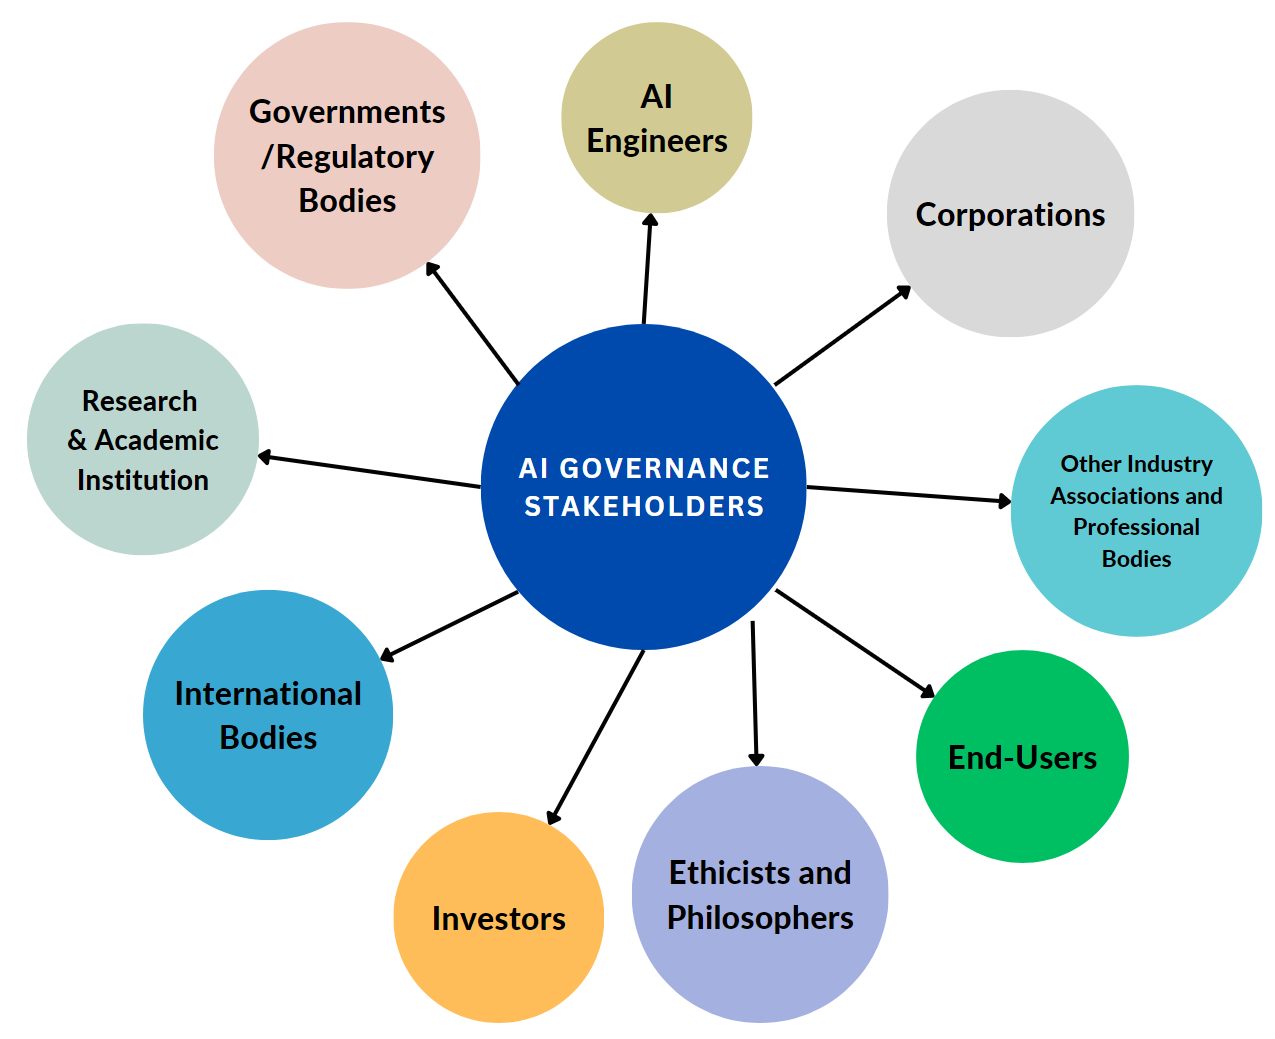 Governments
/Regulatory
Bodies
AI
Engineers
Corporations
Research
& Academic
Institution
AI GOVERNANCE
STAKEHOLDERS
Other Industry
Associations and
Professional
Bodies
International
Bodies
End-Users
Investors
Ethicists and
Philosophers